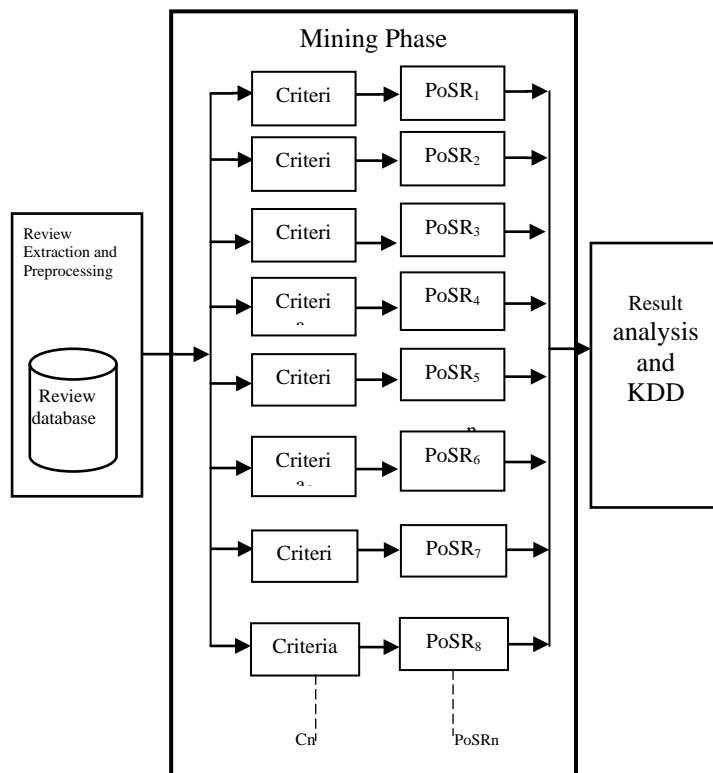 Mining Phase
Criteri
PoSR1
Criteri
PoSR2
Criteri
PoSR3
Criteri
PoSR4
Criteri
PoSR5
Criteri
PoSR6
Criteri
PoSR7
Criteria
PoSR8
Cn
PoSRn
Review
Extraction and
Preprocessing
Review
database
Result
analysis
and
KDD